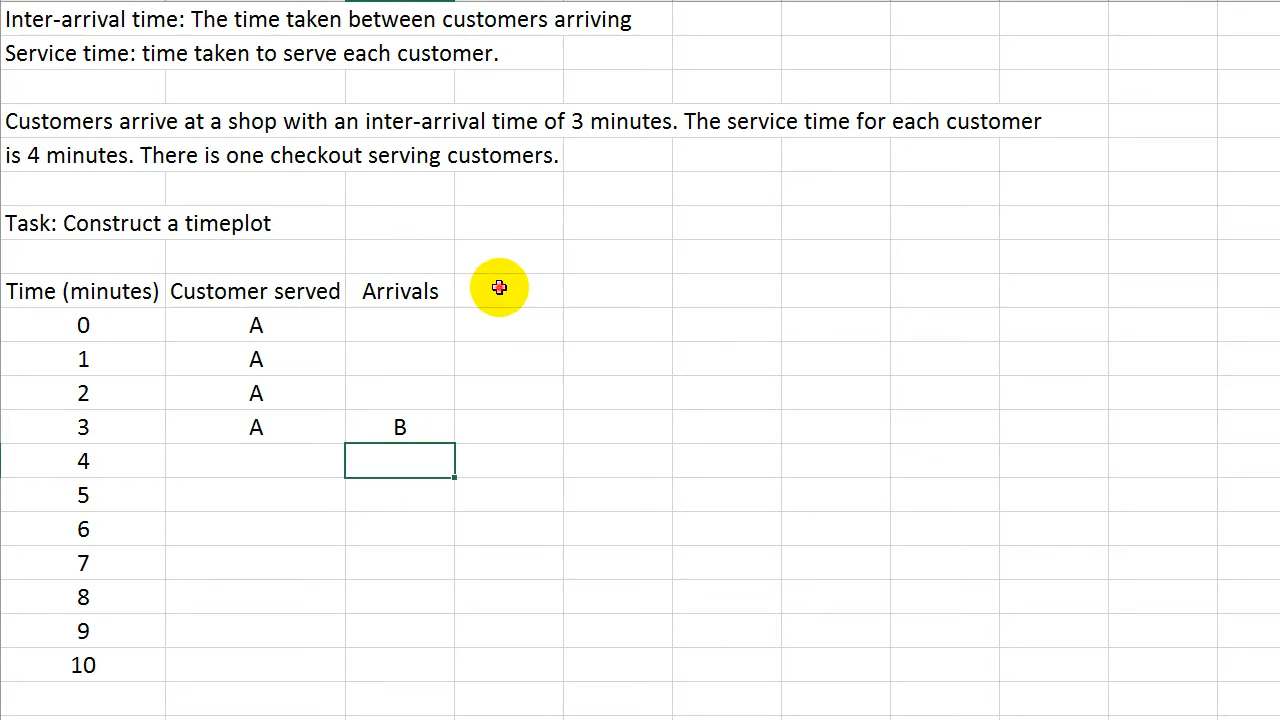 Inter-arrival time: The time taken between customers arriving
Service time: time taken to serve each customer.
Customers arrive at a shop with an inter-arrival time of 3 minutes. The service time for each customer
is 4 minutes. There is one checkout serving customers.
Task: Construct a timeplot
Time (minutes) Customer served Arrivals
0 A
1 A
2 A
3 A B
4
5
6
7
8
9
10